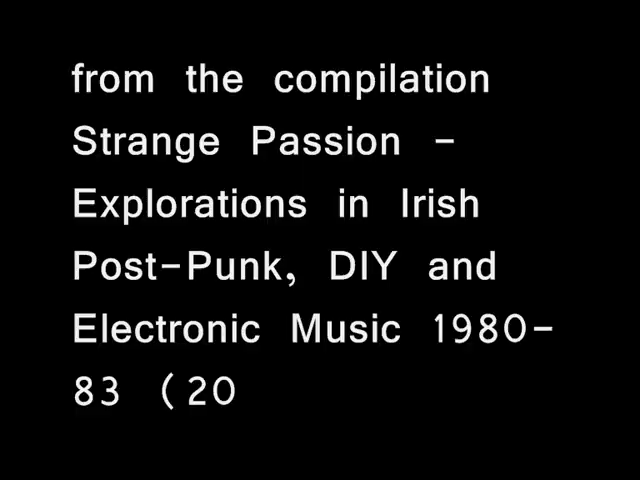 from the compilation
Strange Passion -
Explorations in Irish
Post-Punk, DIY and
Electronic Music 1980-
83 (20